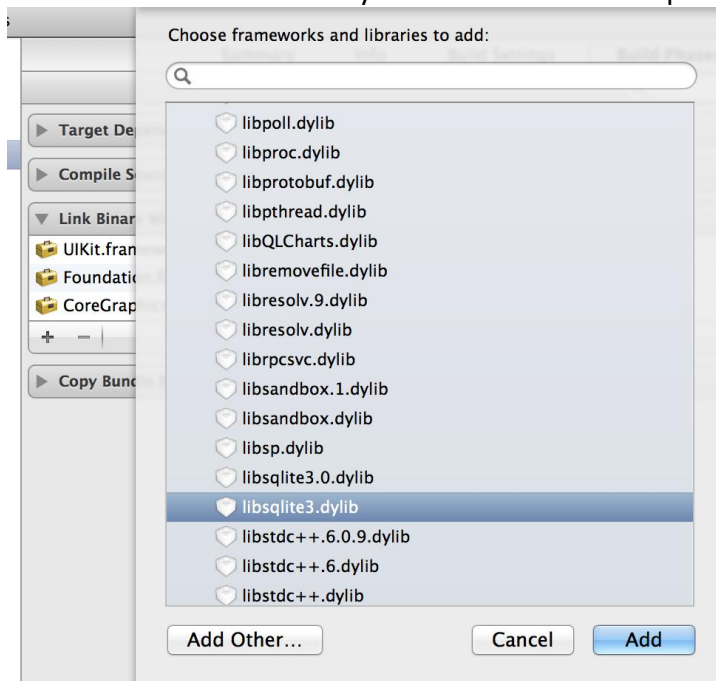 Choose frameworks and libraries to add:
Target De
Compile S
Link Binar
UIKit.fran
Foundatio
CoreGrap
Copy Bund
libpoll.dylib
libproc.dylib
libprotobuf.dylib
libpthread.dylib
libQLCharts.dylib
libremovefile.dylib
libresolv.9.dylib
libresolv.dylib
librpcsvc.dylib
libsandbox.1.dylib
libsandbox.dylib
libsp.dylib
libsqlite3.0.dylib
libsqlite3.dylib
libstdc++.6.0.9.dylib
libstdc++.6.dylib
libstdc++.dylib
Add Other...
Cancel
Add